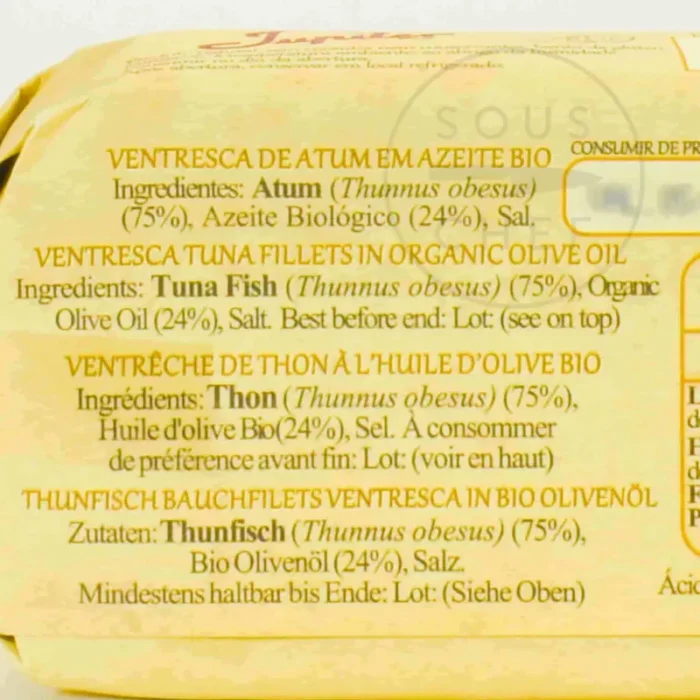 Jupiter
VENTRESCA DE ATUM EM AZEITE BIO
CONSUMIR DE PR
Ingredientes: Atum (Thunnus obesus)
(75%), Azeite Biológico (24%), Sal.
SOUS
CHEF
VENTRESCA TUNA FILLETS IN ORGANIC OLIVE OIL
Ingredients: Tuna Fish (Thunnus obesus) (75%), Organic
Olive Oil (24%), Salt. Best before end: Lot: (see on top)
VENTRÊCHE DE THON À L'HUILE D'OLIVE BIO
Ingrédients: Thon (Thunnus obesus) (75%),
Huile d'olive Bio(24%), Sel. À consommer
de préférence avant fin: Lot: (voir en haut)
THUNFISCH BAUCHFILETS VENTRESCA IN BIO OLIVENÖL
Zutaten: Thunfisch (Thunnus obesus) (75%),
Bio Olivenöl (24%), Salz.
Mindestens haltbar bis Ende: Lot: (Siehe Oben)
Ácid